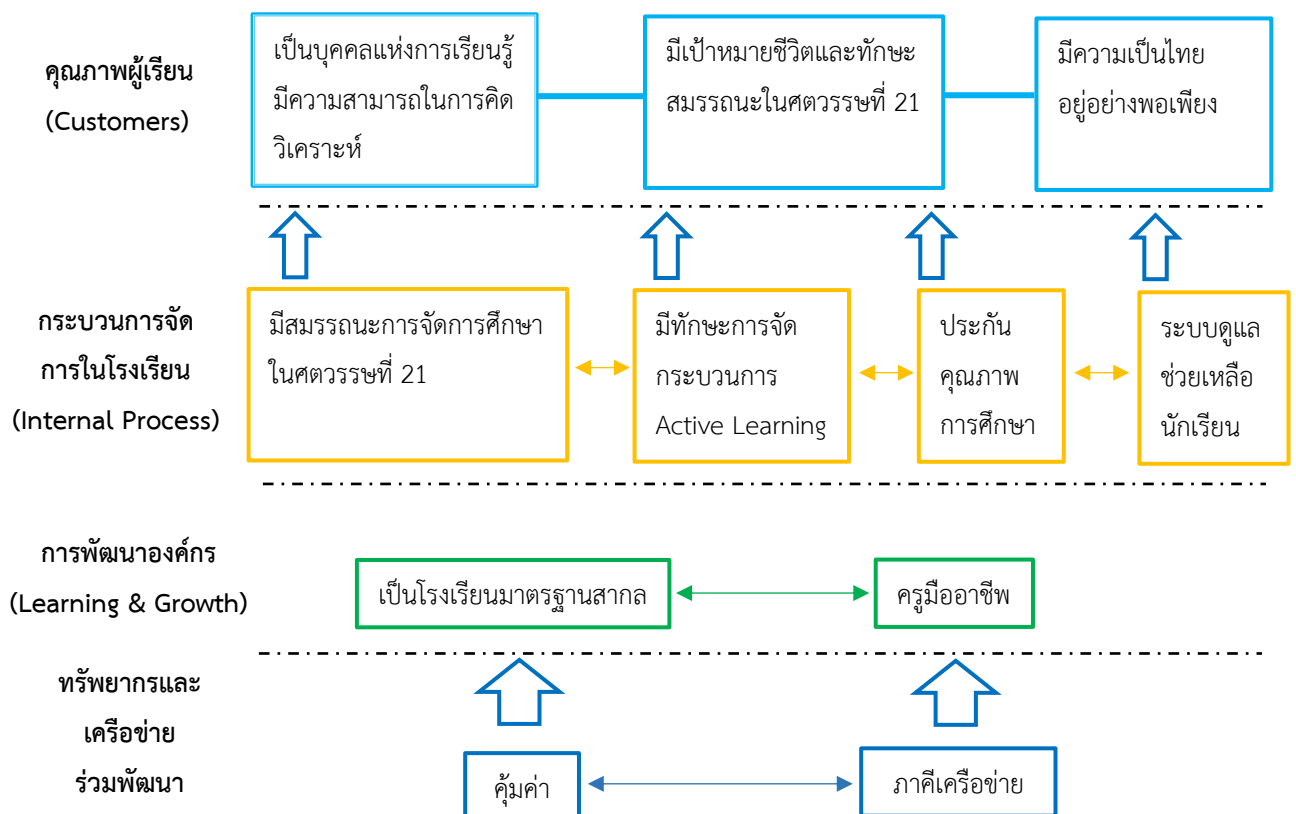 คุณภาพผู้เรียน
(Customers)
เป็นบุคคลแห่งการเรียนรู้
มีความสามารถในการคิด
วิเคราะห์
มีเป้าหมายชีวิตและทักษะ
สมรรถนะในศตวรรษที่ 21
มีความเป็นไทย
อยู่อย่างพอเพียง
กระบวนการจัด
การในโรงเรียน
(Internal Process)
มีสมรรถนะการจัดการศึกษา
ในศตวรรษที่ 21
มีทักษะการจัด
กระบวนการ
Active Learning
ประกัน
คุณภาพ
การศึกษา
ระบบดูแล
ช่วยเหลือ
นักเรียน
การพัฒนาองค์กร
(Learning & Growth)
เป็นโรงเรียนมาตรฐานสากล
ครูมืออาชีพ
ทรัพยากรและ
เครือข่าย
ร่วมพัฒนา
คุ้มค่า
ภาคีเครือข่าย